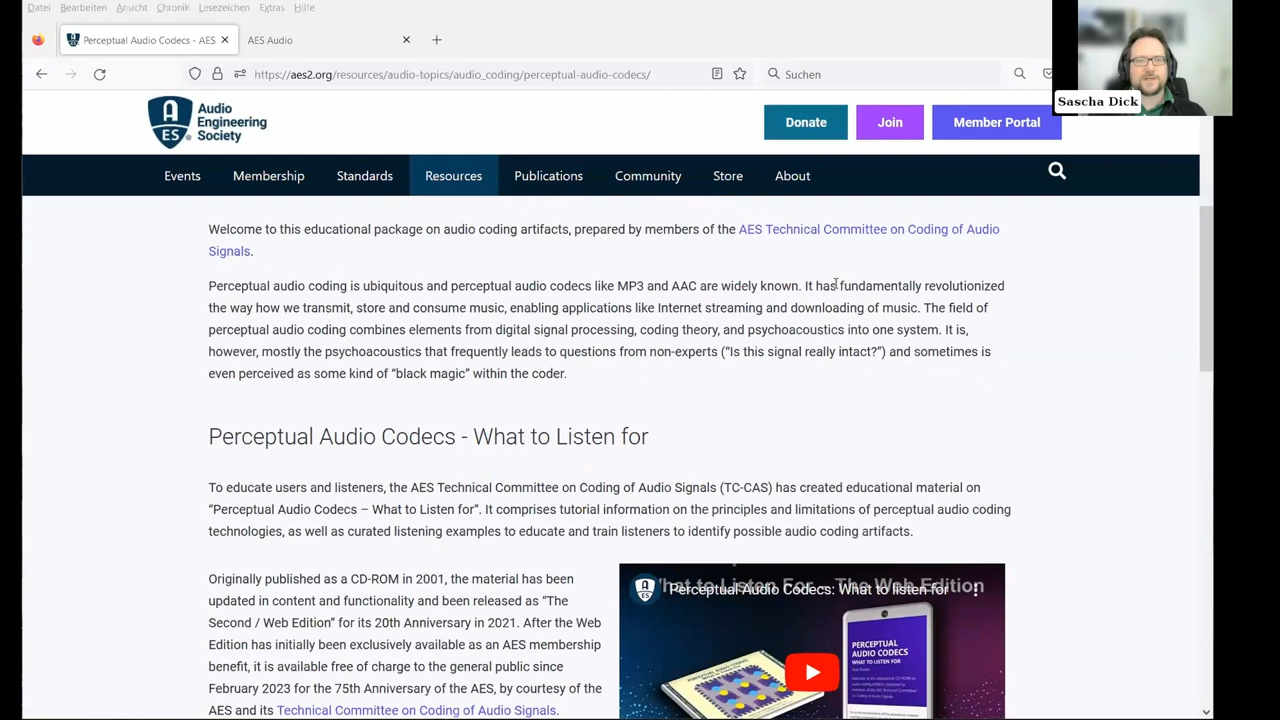 Datei Bearbeiten Ansicht Chronik Lesezeichen Extras Hilfe
Perceptual Audio Codecs - AES
AES Audio
https://aes2.org/resources/audio-topics/audio_coding/perceptual-audio-codecs/
Suchen
Sascha Dick
AES
Audio
Engineering
Society
Donate
Join
Member Portal
Events Membership Standards Resources Publications Community Store About
Welcome to this educational package on audio coding artifacts, prepared by members of the AES Technical Committee on Coding of Audio
Signals.
Perceptual audio coding is ubiquitous and perceptual audio codecs like MP3 and AAC are widely known. It has fundamentally revolutionized
the way how we transmit, store and consume music, enabling applications like Internet streaming and downloading of music. The field of
perceptual audio coding combines elements from digital signal processing, coding theory, and psychoacoustics into one system. It is,
however, mostly the psychoacoustics that frequently leads to questions from non-experts (“Is this signal really intact?”) and sometimes is
even perceived as some kind of “black magic” within the coder.
Perceptual Audio Codecs - What to Listen for
To educate users and listeners, the AES Technical Committee on Coding of Audio Signals (TC-CAS) has created educational material on
“Perceptual Audio Codecs – What to Listen for”. It comprises tutorial information on the principles and limitations of perceptual audio coding
technologies, as well as curated listening examples to educate and train listeners to identify possible audio coding artifacts.
Originally published as a CD-ROM in 2001, the material has been
updated in content and functionality and been released as “The
Legend / Web Edition” for its 20th Anniversary in 2021. After the Web
Edition has initially been exclusively available as an AES membership
benefit, it is available free of charge to the general public since
February 2023 for the 75th Anniversary of the AES, by courtesy of the
AES and its Technical Committee on Coding of Audio Signals.
What to Listen For – The Web Edition
Perceptual Audio Codecs: What to listen for
PERCEPTUAL
AUDIO CODECS
WHAT TO LISTEN FOR